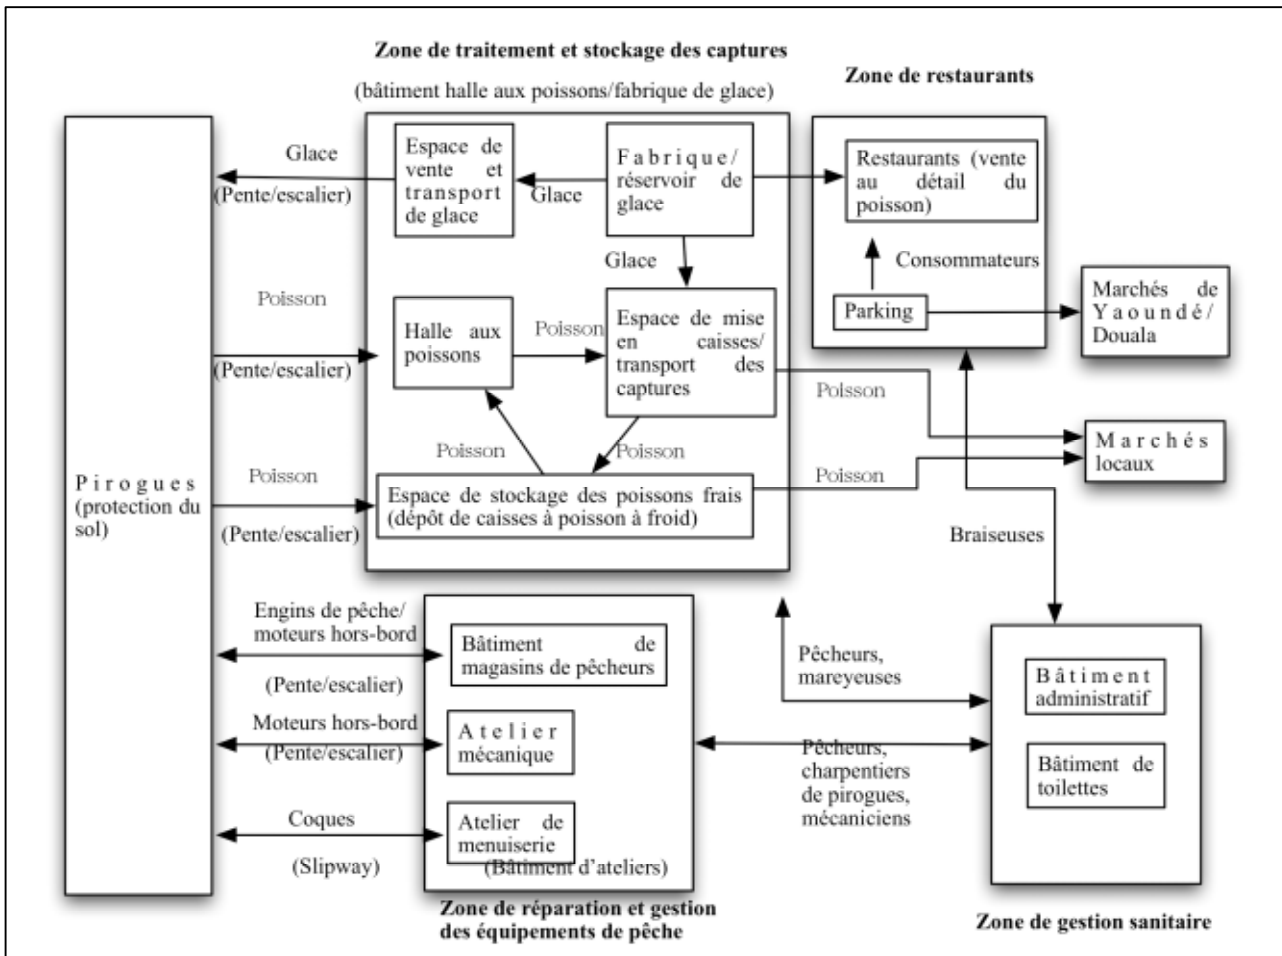 Zone de traitement et stockage des captures
(bâtiment halle aux poissons/fabrique de glace)
Zone de restaurants
Glace
(Pente/escalier)
Espace de
vente et
transport
de glace
Glace
Fabrique/
réservoir de
glace
Restaurants (vente
au détail du
poisson)
Glace
Consommateurs
Parking
Marchés de
Yaoundé/
Douala
Poisson
(Pente/escalier)
Halle aux
poissons
Poisson
Espace de mise
en caisses/
transport des
captures
Poisson
Marchés
locaux
Poisson
Poisson
Poisson
Poisson
(Pente/escalier)
Espace de stockage des poissons frais
(dépôt de caisses à poisson à froid)
Pirogues
(protection du
sol)
Braiseuses
Engins de pêche/
moteurs hors-bord
(Pente/escalier)
Bâtiment de
magasins de pêcheurs
Pêcheurs,
mareyeuses
Bâtiment
administratif
Moteurs hors-bord
(Pente/escalier)
Atelier
mécanique
Pêcheurs,
charpentiers
de pirogues,
mécaniciens
Bâtiment de
toilettes
Coques
(Slipway)
Atelier de
menuiserie
(Bâtiment d'ateliers)
Zone de réparation et gestion
des équipements de pêche
Zone de gestion sanitaire